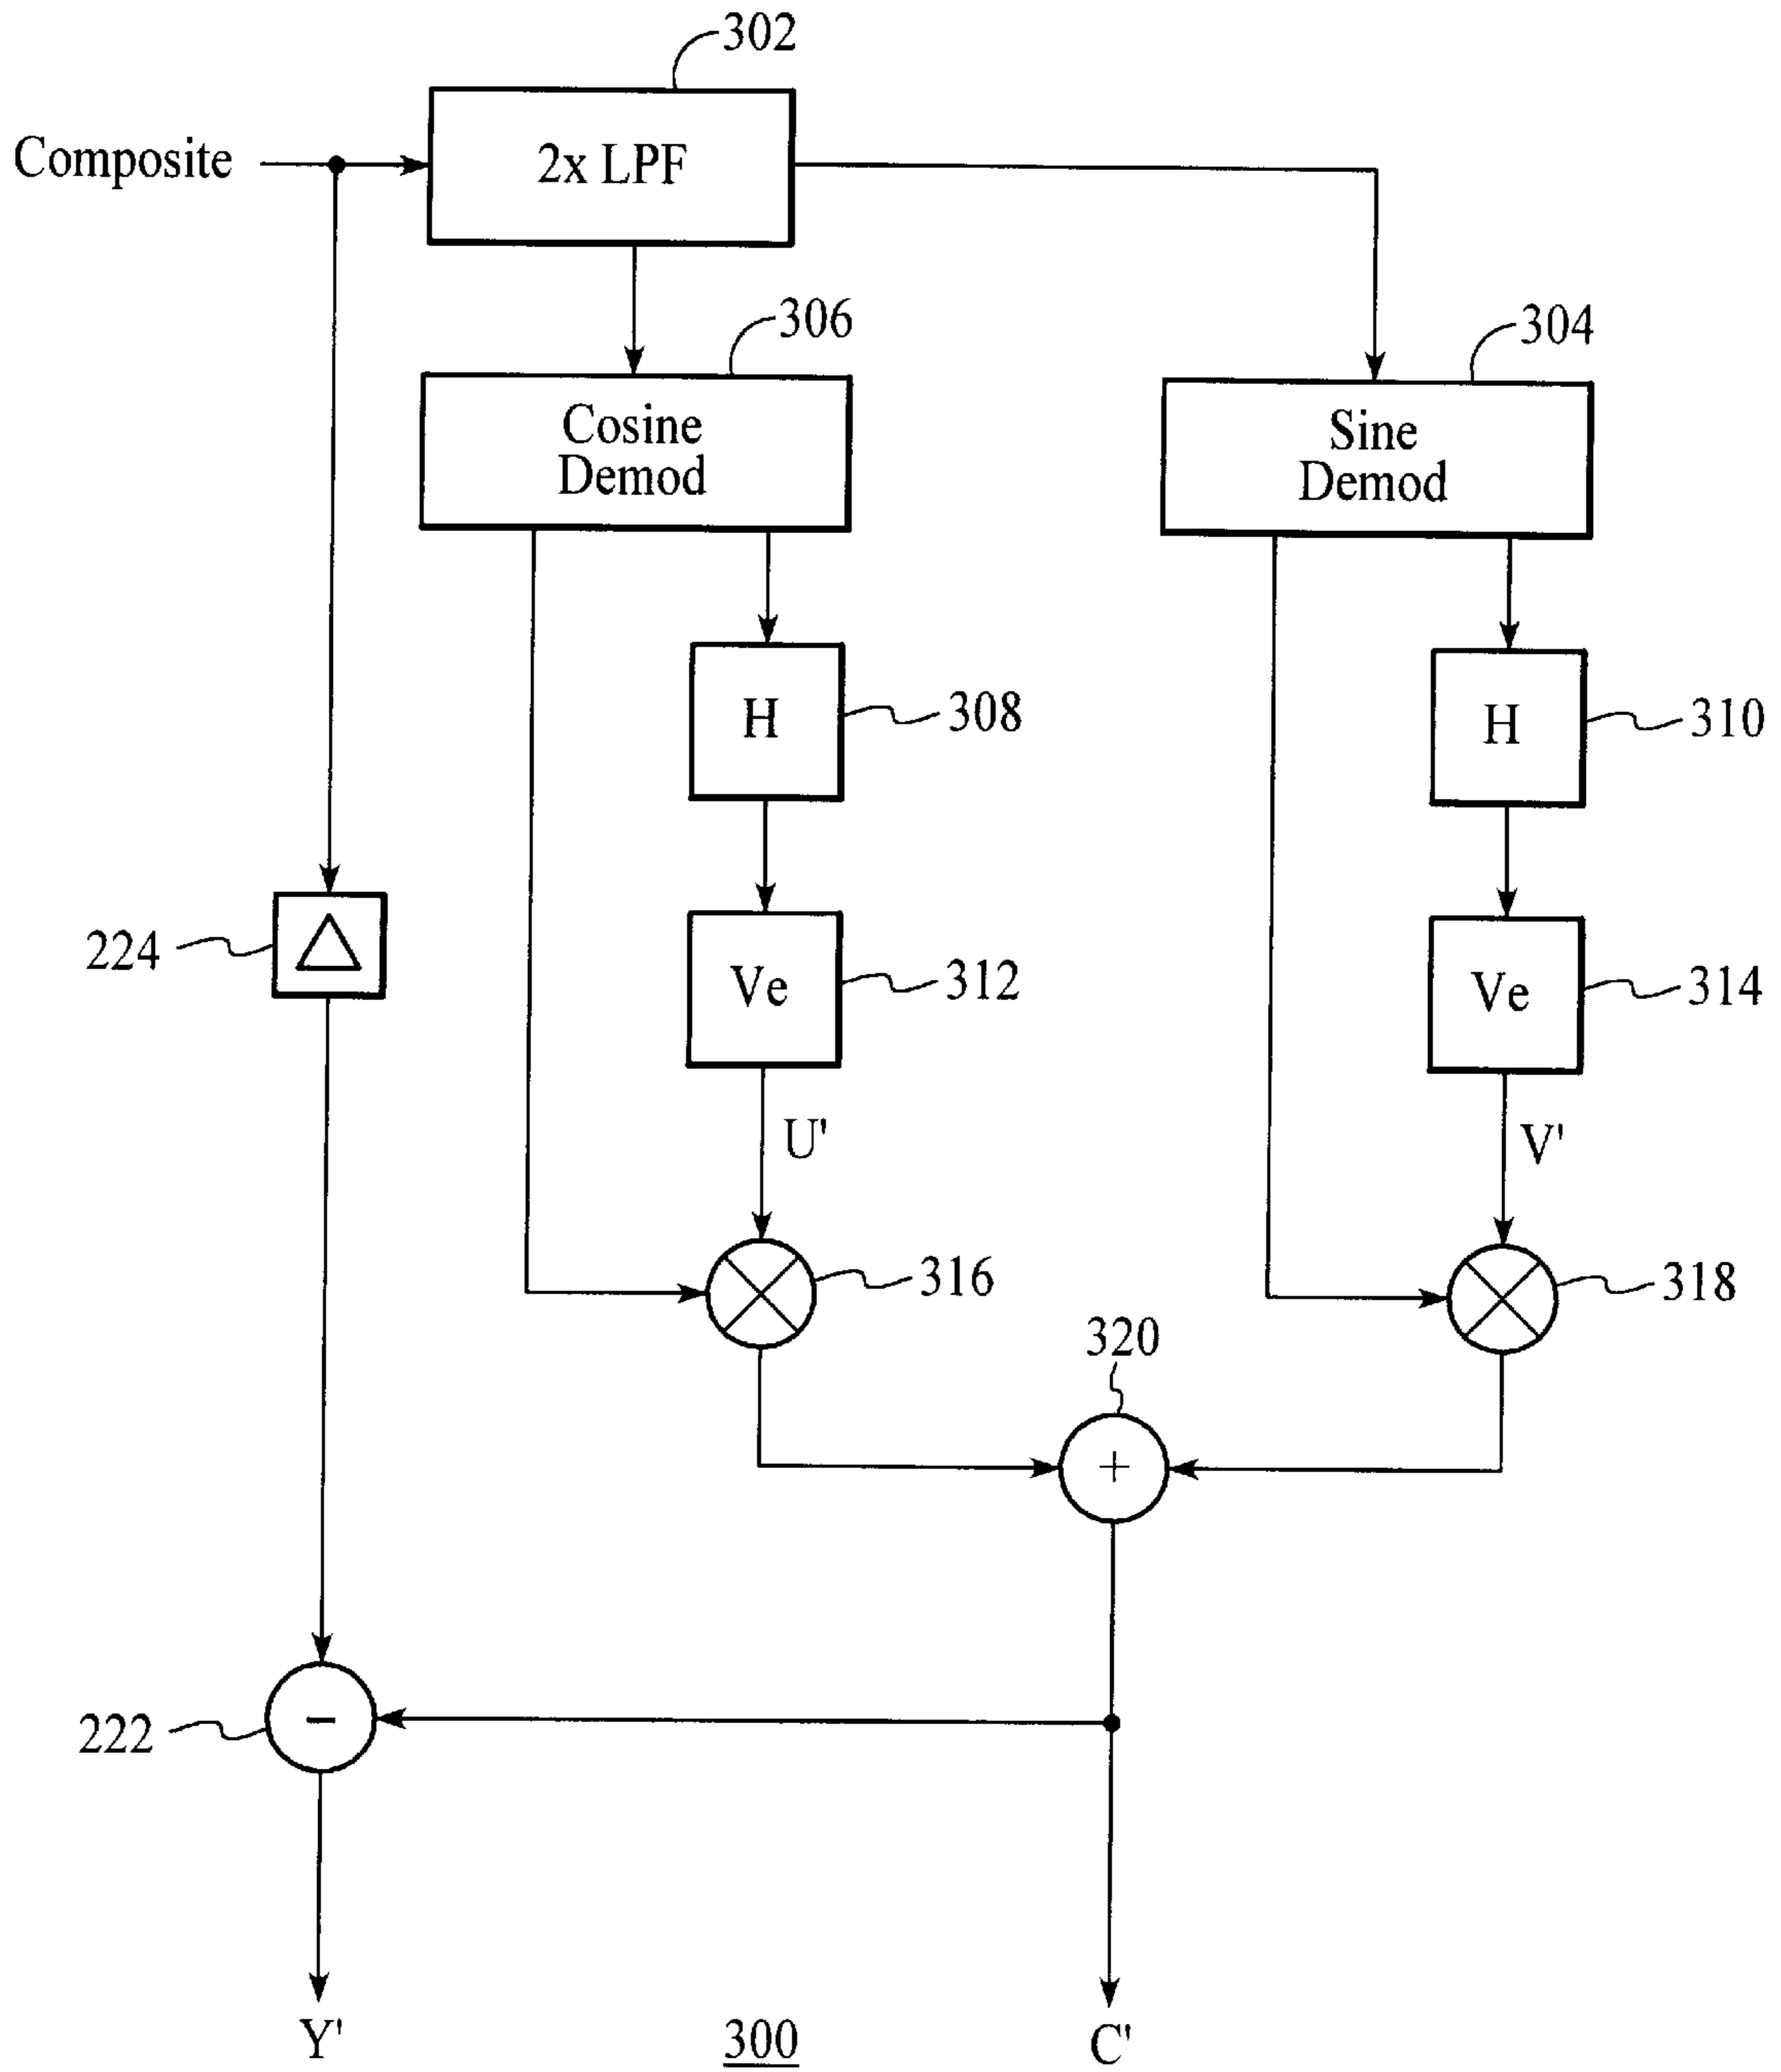 302
Composite
2x LPF
306
304
Cosine
Demod
Sine
Demod
H
308
H
310
224
Ve
312
Ve
314
U'
V'
316
318
320
+
222
−
Y'
300
C'